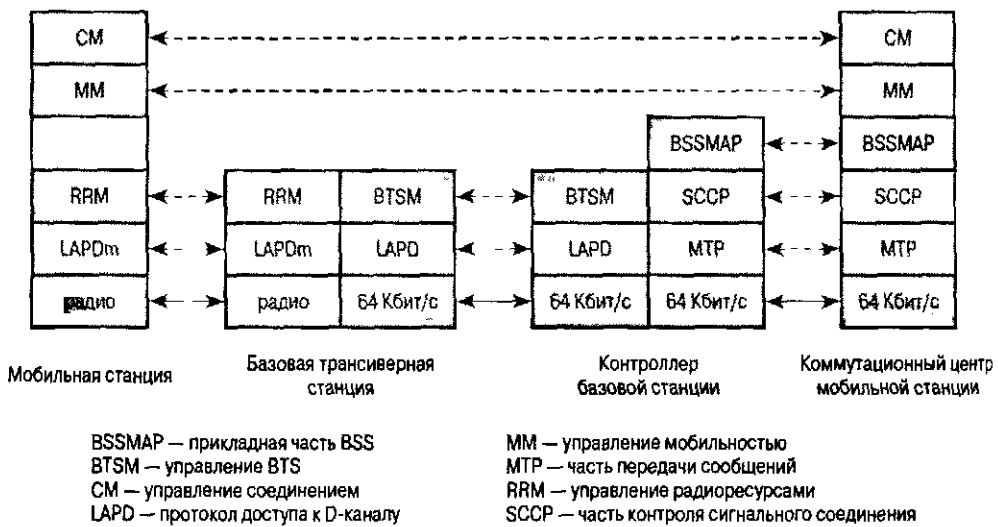 CM CM
MM MM
BSSMAP BSSMAP
RRM RRM BTSM BTSM SCCP SCCP
LAPDm LAPDm LAPD LAPD MTP MTP
радио радио 64 Кбит/с 64 Кбит/с 64 Кбит/с 64 Кбит/с
Мобильная станция
Базовая трансиверная
станция
Контроллер
базовой станции
Коммутационный центр
мобильной станции
BSSMAP — прикладная часть BSS
BTSM — управление BTS
CM — управление соединением
LAPD — протокол доступа к D-каналу
MM — управление мобильностью
MTP — часть передачи сообщений
RRM — управление радиоресурсами
SCCP — часть контроля сигнального соединения